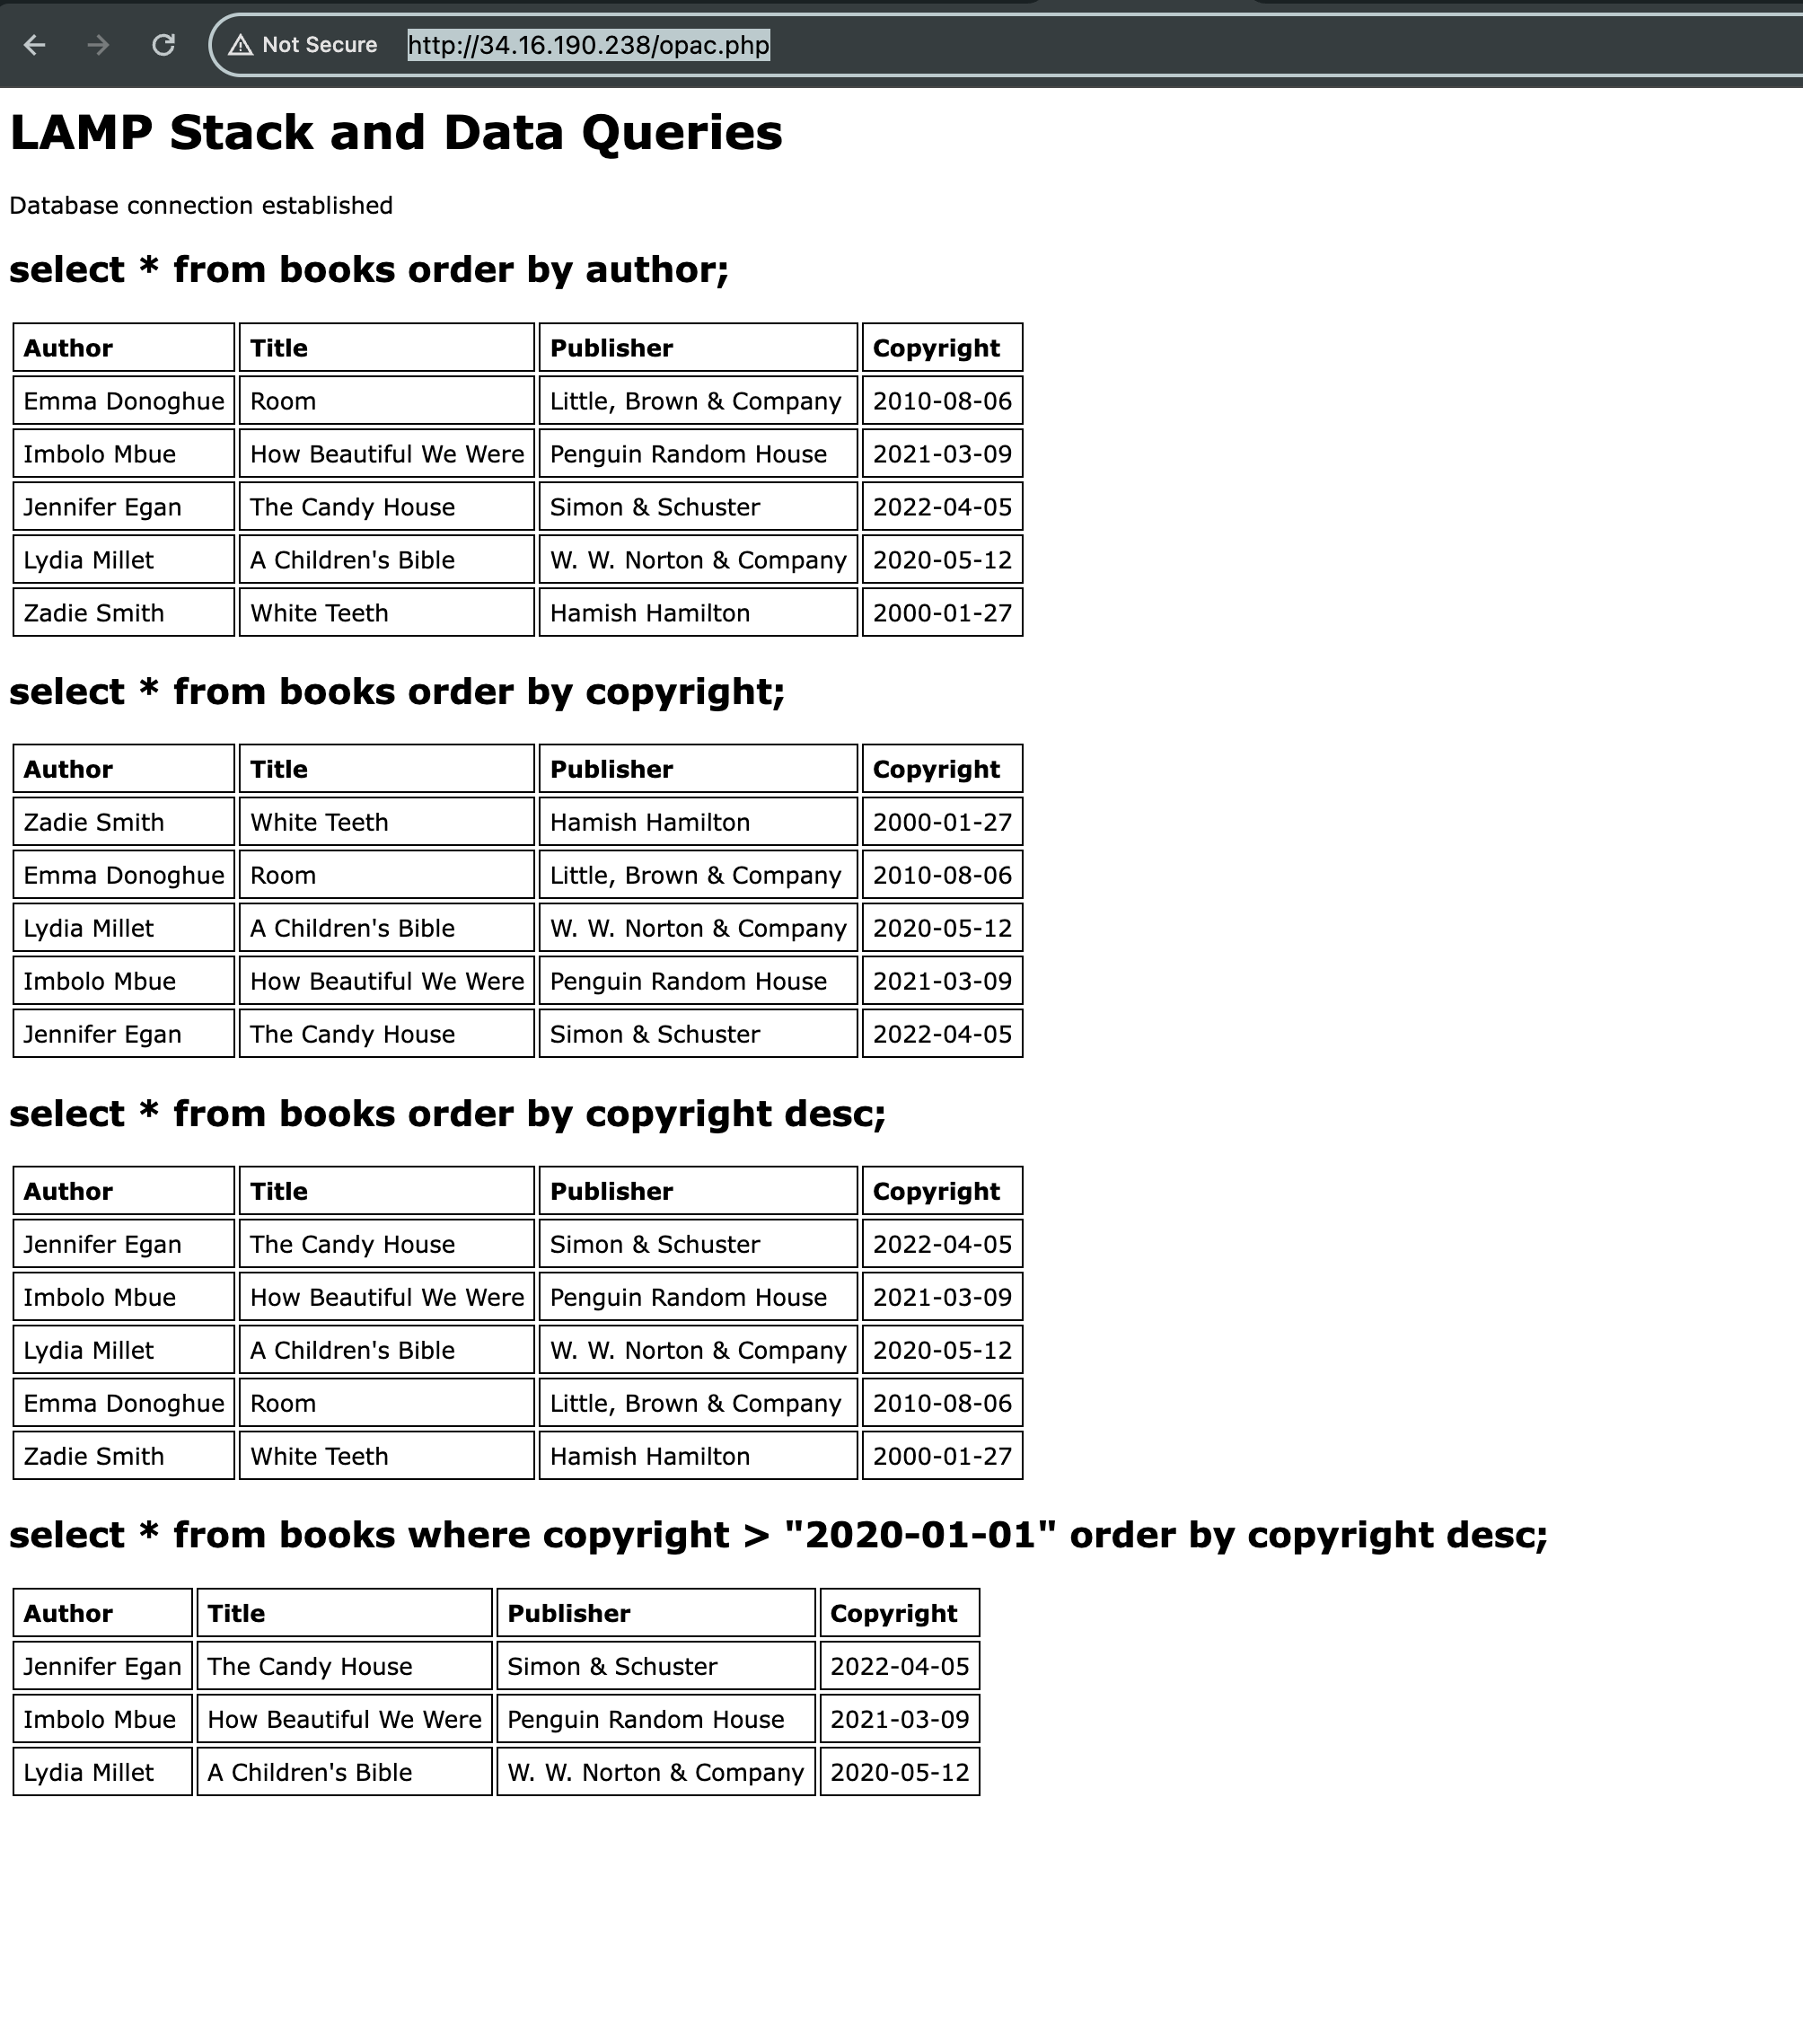 Not Secure http://34.16.190.238/opac.php
LAMP Stack and Data Queries
Database connection established
select * from books order by author;
Author Title Publisher Copyright
Emma Donoghue Room Little, Brown & Company 2010-08-06
Imbolo Mbue How Beautiful We Were Penguin Random House 2021-03-09
Jennifer Egan The Candy House Simon & Schuster 2022-04-05
Lydia Millet A Children's Bible W. W. Norton & Company 2020-05-12
Zadie Smith White Teeth Hamish Hamilton 2000-01-27
select * from books order by copyright;
Author Title Publisher Copyright
Zadie Smith White Teeth Hamish Hamilton 2000-01-27
Emma Donoghue Room Little, Brown & Company 2010-08-06
Lydia Millet A Children's Bible W. W. Norton & Company 2020-05-12
Imbolo Mbue How Beautiful We Were Penguin Random House 2021-03-09
Jennifer Egan The Candy House Simon & Schuster 2022-04-05
select * from books order by copyright desc;
Author Title Publisher Copyright
Jennifer Egan The Candy House Simon & Schuster 2022-04-05
Imbolo Mbue How Beautiful We Were Penguin Random House 2021-03-09
Lydia Millet A Children's Bible W. W. Norton & Company 2020-05-12
Emma Donoghue Room Little, Brown & Company 2010-08-06
Zadie Smith White Teeth Hamish Hamilton 2000-01-27
select * from books where copyright > "2020-01-01" order by copyright desc;
Author Title Publisher Copyright
Jennifer Egan The Candy House Simon & Schuster 2022-04-05
Imbolo Mbue How Beautiful We Were Penguin Random House 2021-03-09
Lydia Millet A Children's Bible W. W. Norton & Company 2020-05-12